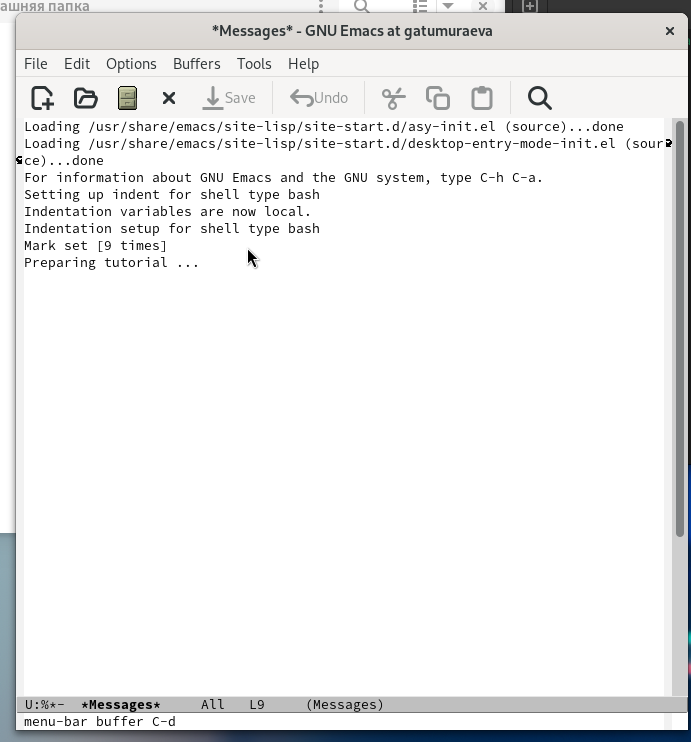 ашняя папка
*Messages* - GNU Emacs at gatumuraeva
File Edit Options Buffers Tools Help
Save Undo
Loading /usr/share/emacs/site-lisp/site-start.d/asy-init.el (source)...done
Loading /usr/share/emacs/site-lisp/site-start.d/desktop-entry-mode-init.el (sour
ce)...done
For information about GNU Emacs and the GNU system, type C-h C-a.
Setting up indent for shell type bash
Indentation variables are now local.
Indentation setup for shell type bash
Mark set [9 times]
Preparing tutorial ...
U:%*- *Messages* All L9 (Messages)
menu-bar buffer C-d